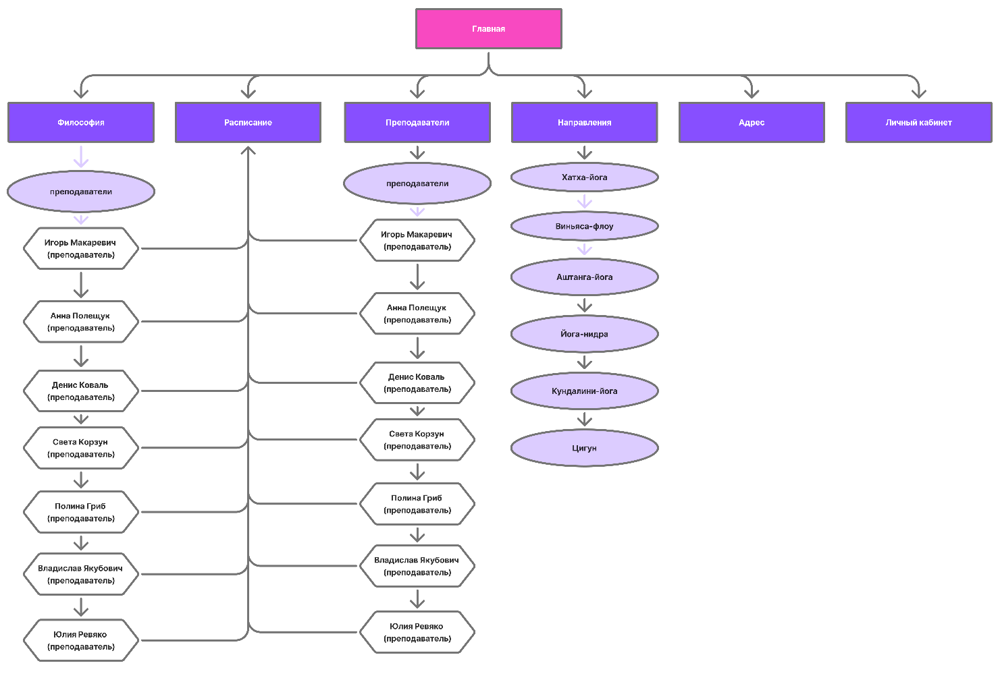 Главная
Философия
Расписание
Преподаватели
Направления
Адрес
Личный кабинет
преподаватели
Игорь Макаревич
(преподаватель)
Анна Полещук
(преподаватель)
Денис Коваль
(преподаватель)
Света Корзун
(преподаватель)
Полина Гриб
(преподаватель)
Владислав Якубович
(преподаватель)
Юлия Ревяко
(преподаватель)
преподаватели
Игорь Макаревич
(преподаватель)
Анна Полещук
(преподаватель)
Денис Коваль
(преподаватель)
Света Корзун
(преподаватель)
Полина Гриб
(преподаватель)
Владислав Якубович
(преподаватель)
Юлия Ревяко
(преподаватель)
Хатха-йога
Виньяса-флоу
Аштанга-йога
Йога-нидра
Кундалини-йога
Цигун